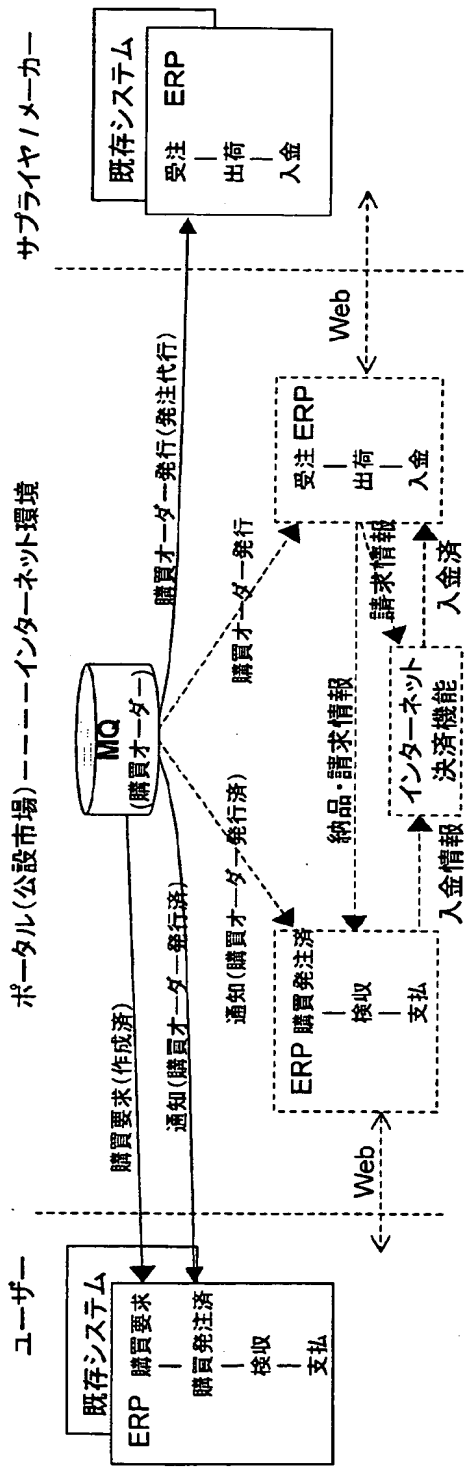 ユーザー
ポータル(公設市場)ーーーーインターネット環境
サプライヤ/メーカー
既存システム
ERP 購買要求
購買発注済
検収
支払
購買要求(作成済)
通知(購買オーダー発行済)
MQ
(購買オーダー)
購買オーダー発行(発注代行)
既存システム
ERP
受注
出荷
入金
通知(購買オーダー発行済)
購買オーダー発行
Web
ERP 購買発注済
検収
支払
納品・請求情報
請求情報
入金情報
インターネット
決済機能
入金済
受注 ERP
出荷
入金
Web